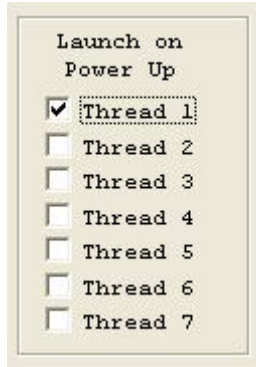 Launch on
Power Up
Thread 1
Thread 2
Thread 3
Thread 4
Thread 5
Thread 6
Thread 7